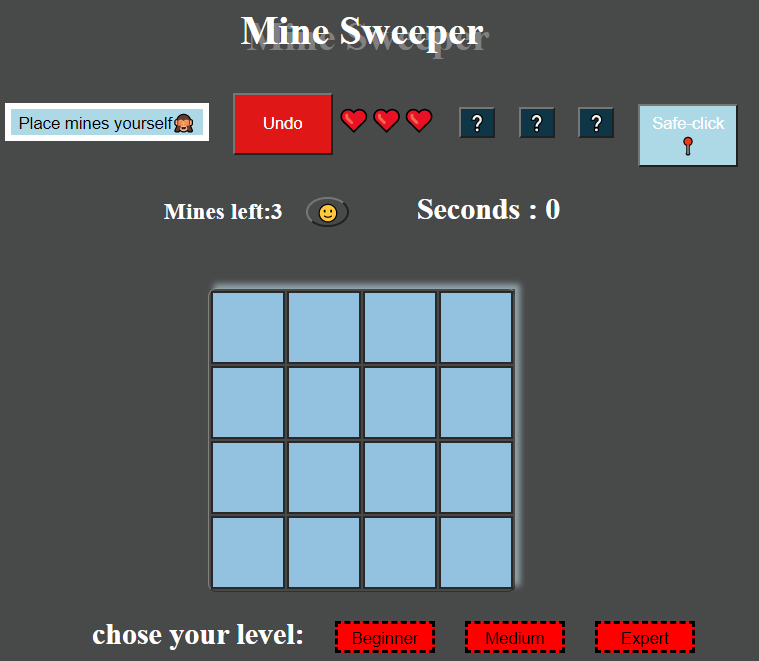 Mine Sweeper
Place mines yourself🙈
Undo
? ? ?
Safe-click
Mines left:3
Seconds : 0
chose your level:
Beginner
Medium
Expert